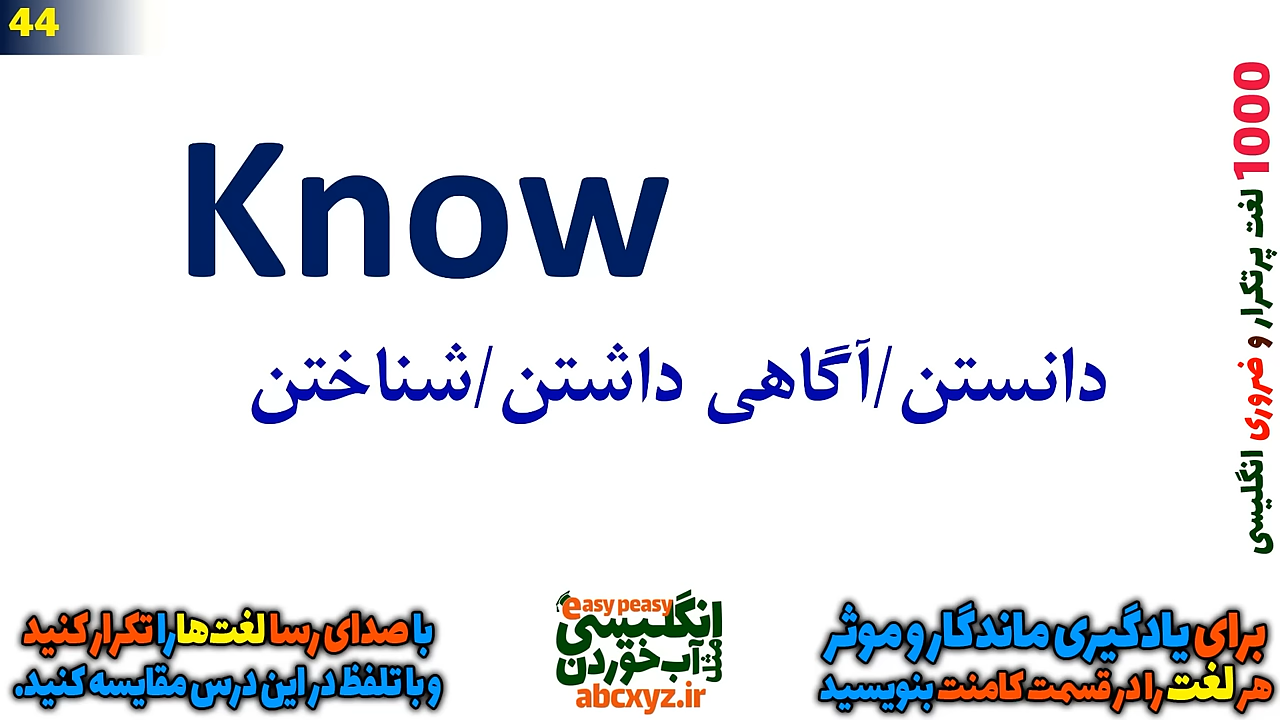 44
Know
دانستن/آگاهی داشتن/شناختن
1000 لغت پرتکرار و ضروری انگلیسی
برای یادگیری ماندگار و موثر
هر لغت را در قسمت کامنت بنویسید
easy peasy
انگلیسی
مثل
آب خوردن
abcxyz.ir
با صدای رسا لغت‌ها را تکرار کنید
و با تلفظ در این درس مقایسه کنید.